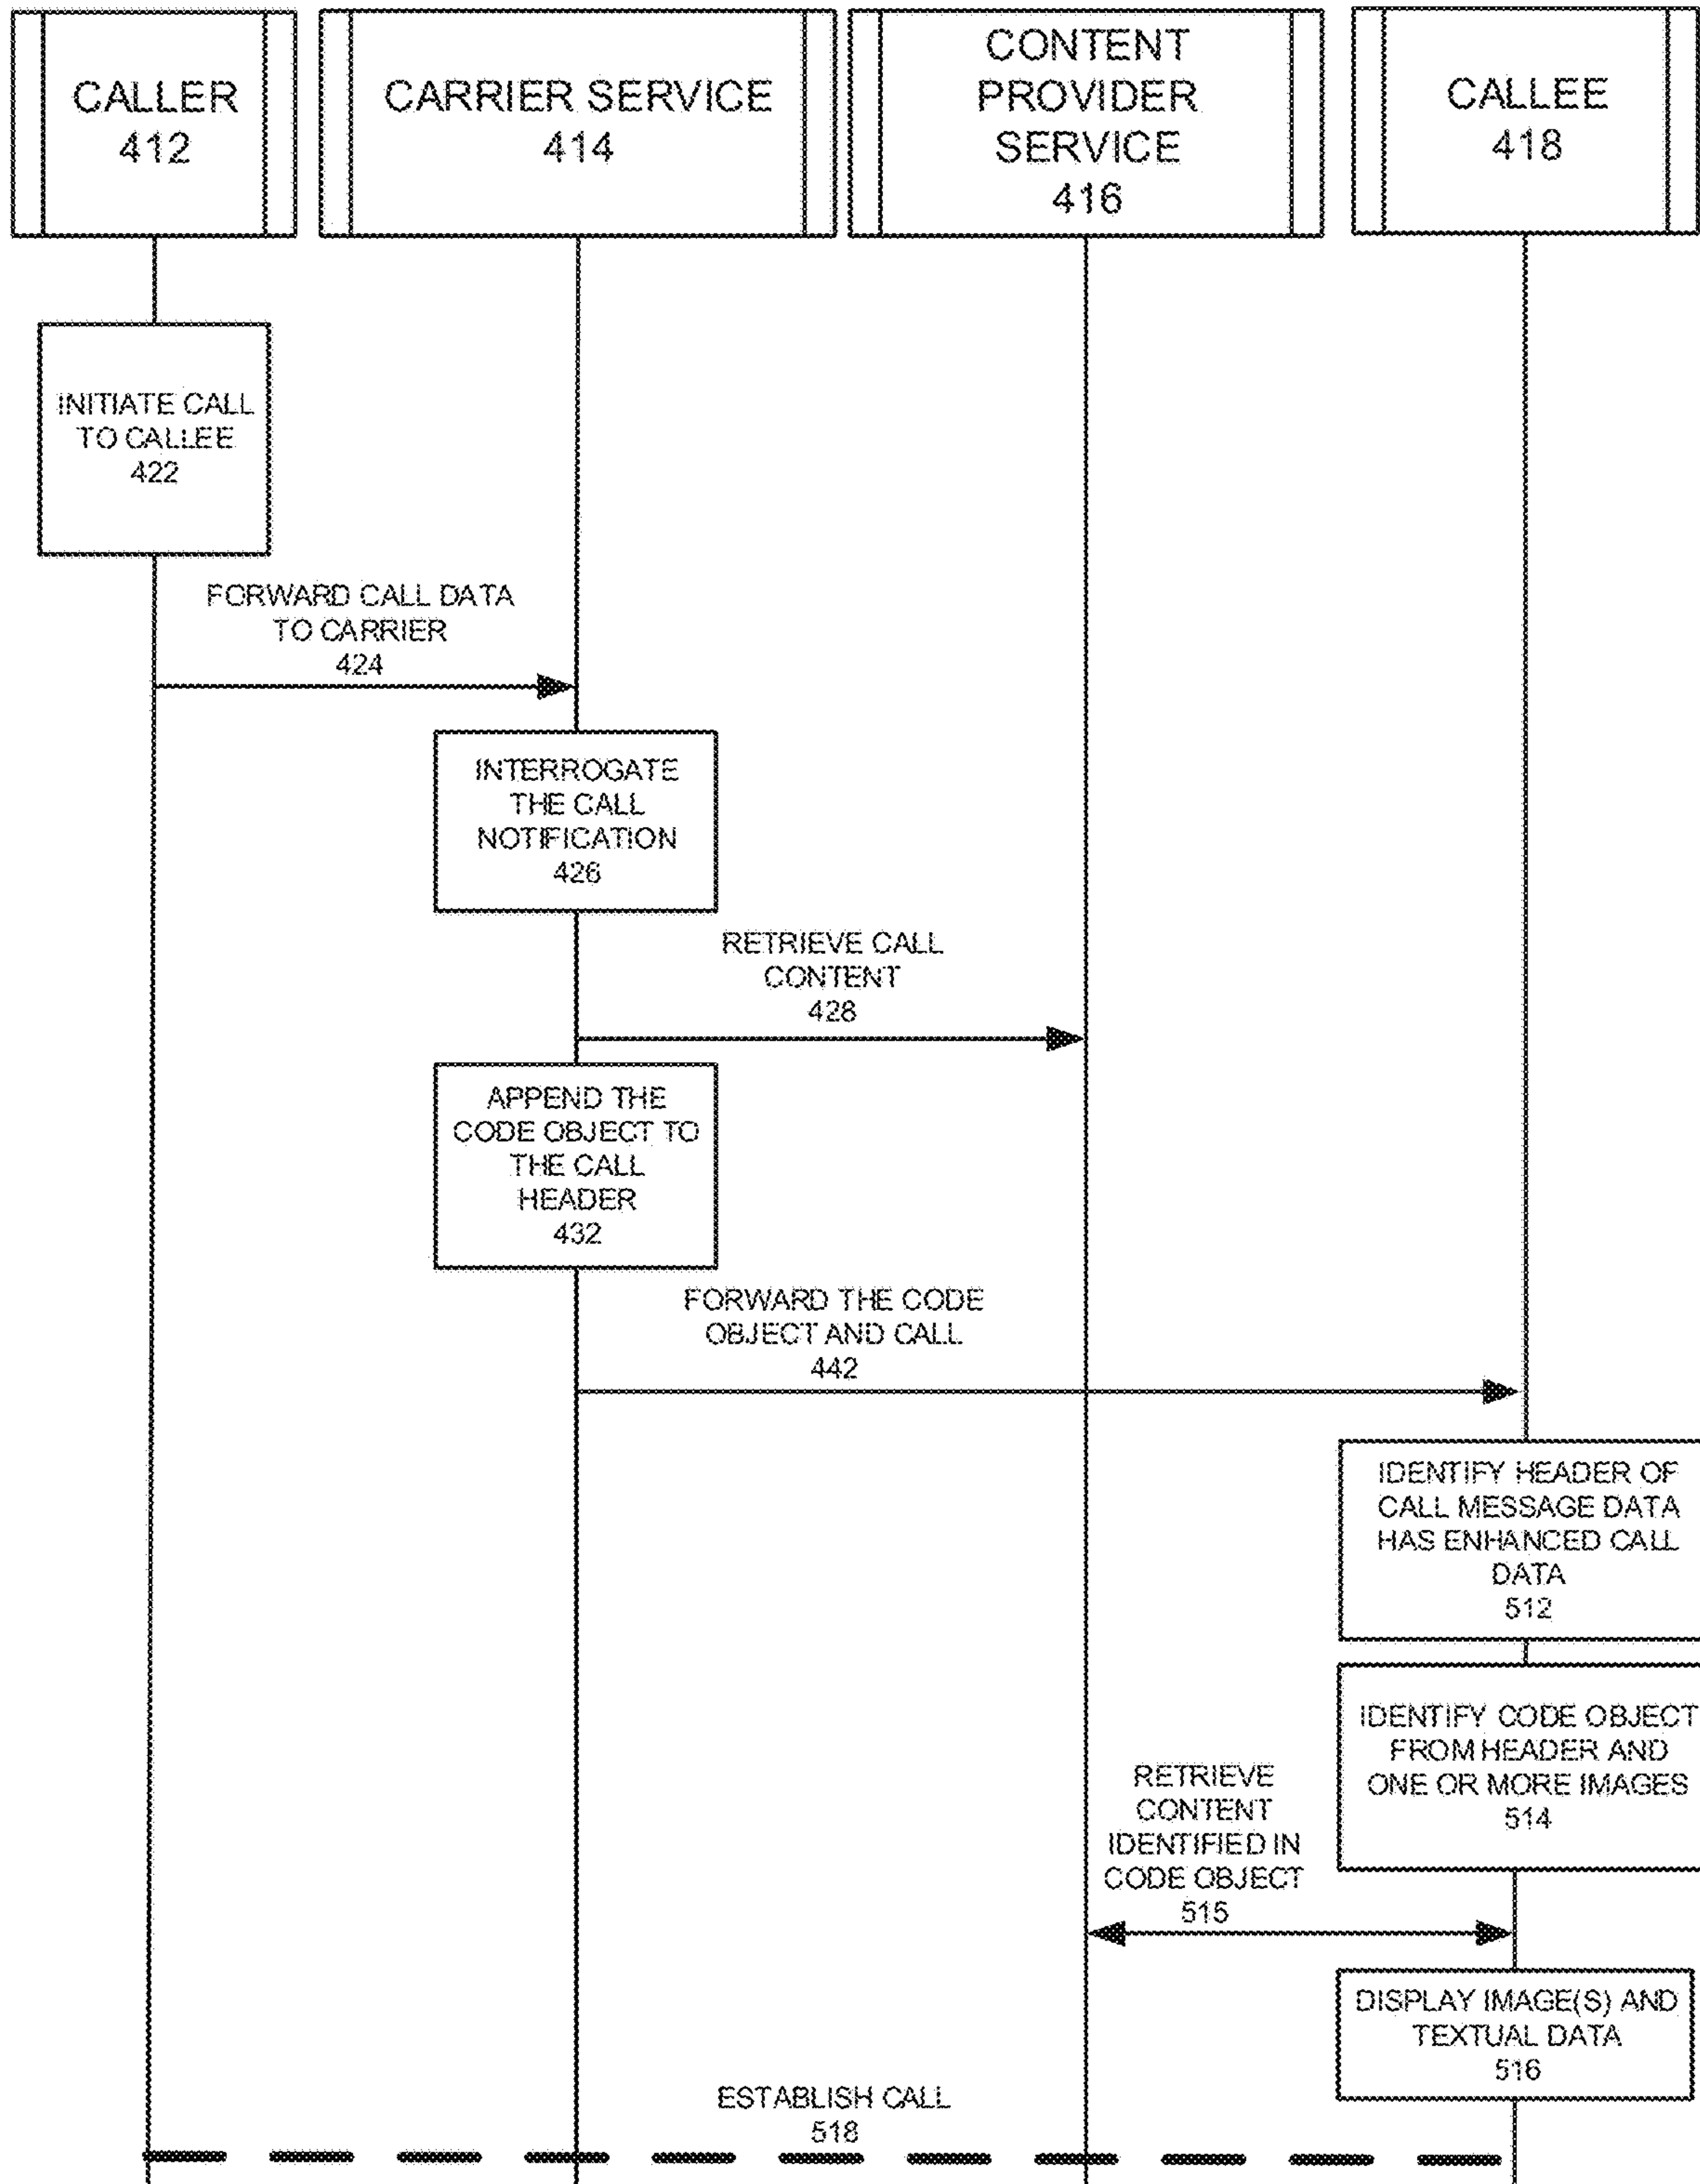 CALLER
412
CARRIER SERVICE
414
CONTENT
PROVIDER
SERVICE
416
CALLEE
418
INITIATE CALL
TO CALLEE
422
FORWARD CALL DATA
TO CARRIER
424
INTERROGATE
THE CALL
NOTIFICATION
426
RETRIEVE CALL
CONTENT
428
APPEND THE
CODE OBJECT TO
THE CALL
HEADER
432
FORWARD THE CODE
OBJECT AND CALL
442
IDENTIFY HEADER OF
CALL MESSAGE DATA
HAS ENHANCED CALL
DATA
512
IDENTIFY CODE OBJECT
FROM HEADER AND
ONE OR MORE IMAGES
514
RETRIEVE
CONTENT
IDENTIFIED IN
CODE OBJECT
515
DISPLAY IMAGE(S) AND
TEXTUAL DATA
516
ESTABLISH CALL
518